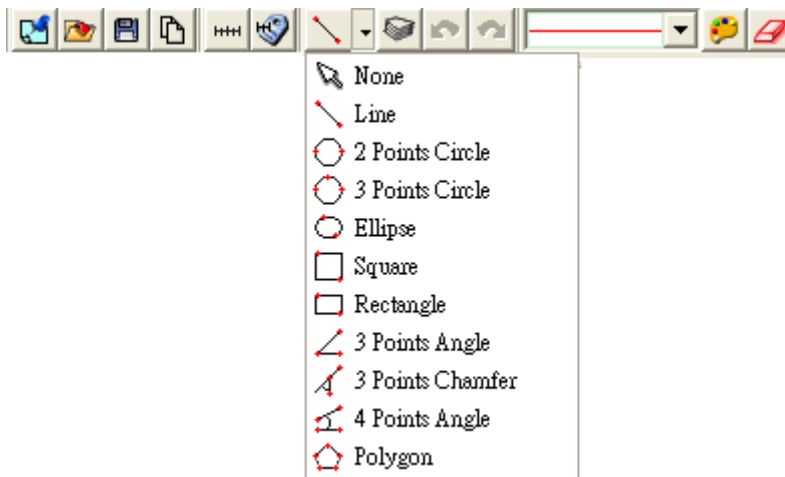 None
Line
2 Points Circle
3 Points Circle
Ellipse
Square
Rectangle
3 Points Angle
3 Points Chamfer
4 Points Angle
Polygon